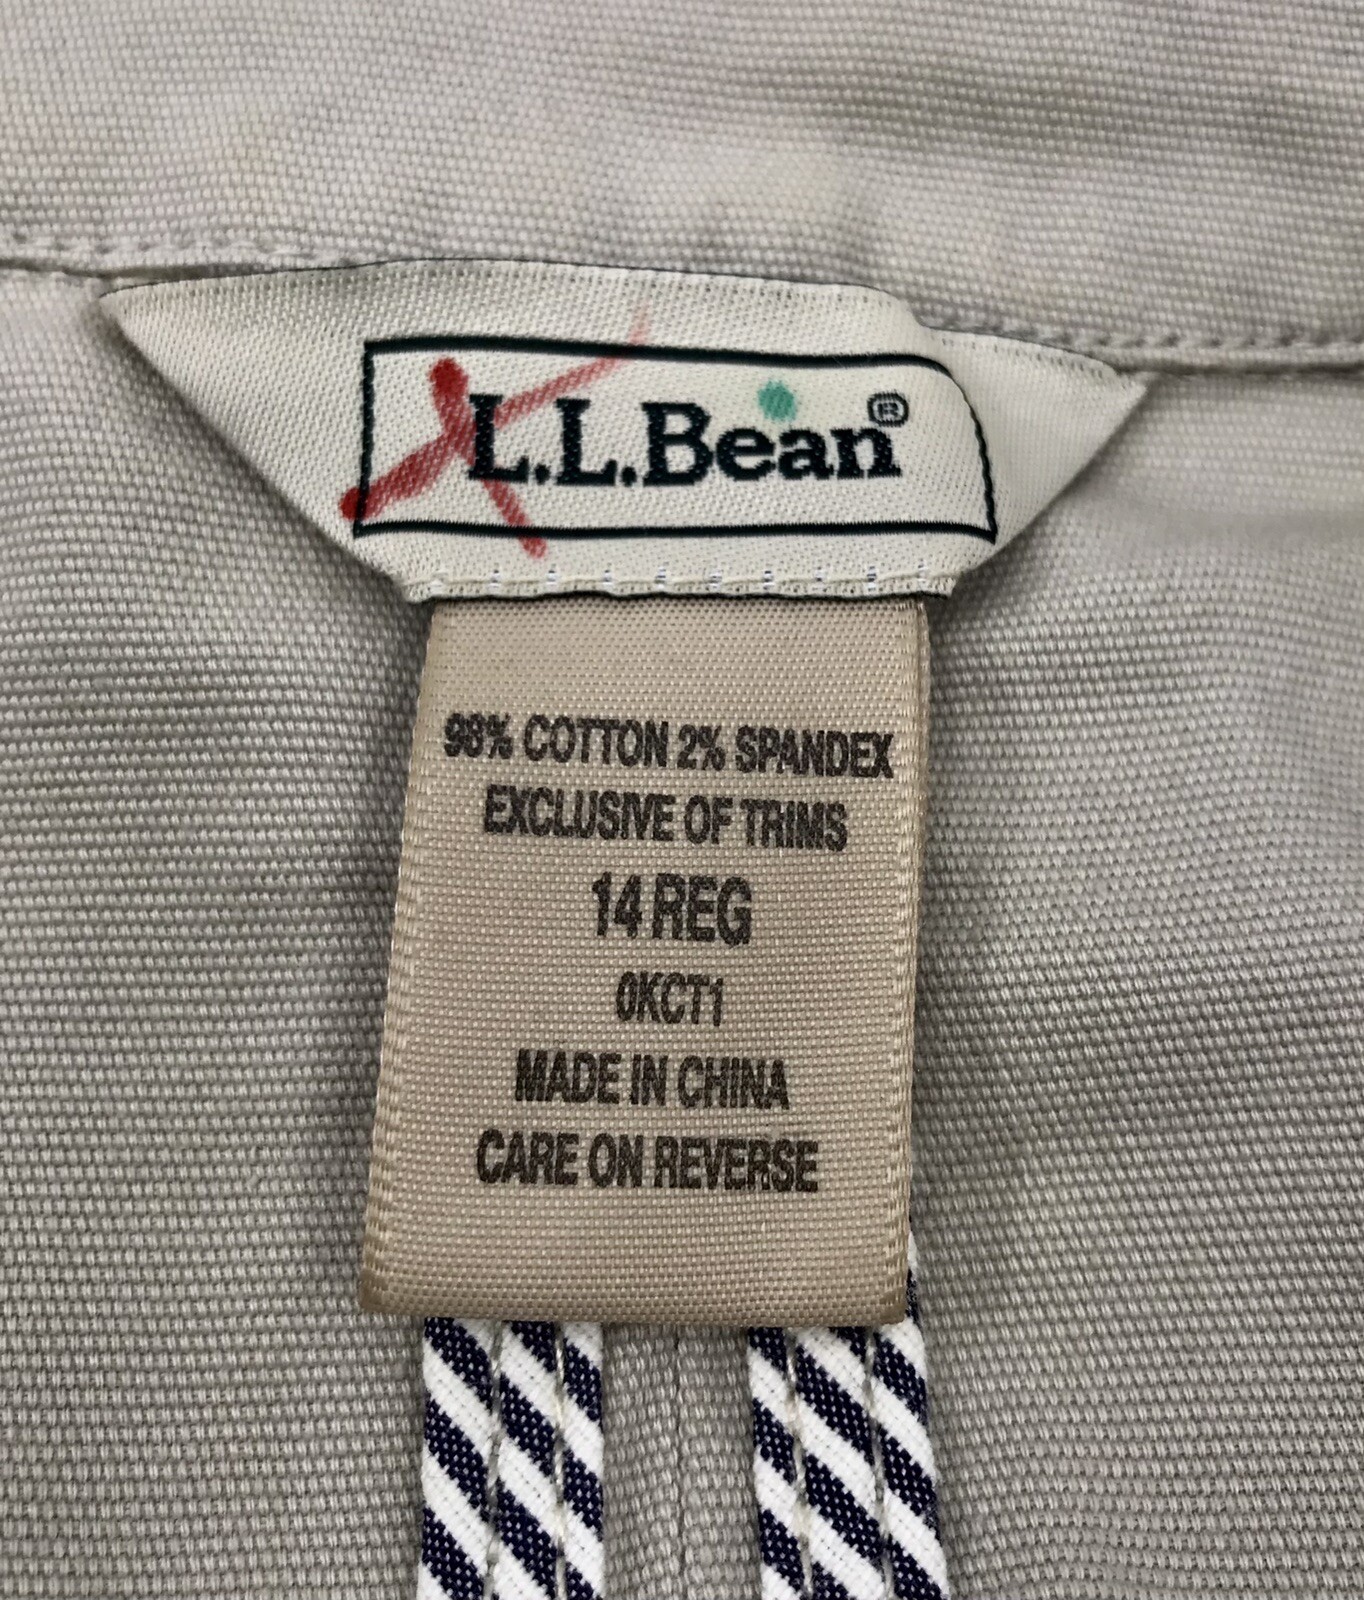 L.L.Bean®
98% COTTON 2% SPANDEX
EXCLUSIVE OF TRIMS
14 REG
0KCT1
MADE IN CHINA
CARE ON REVERSE